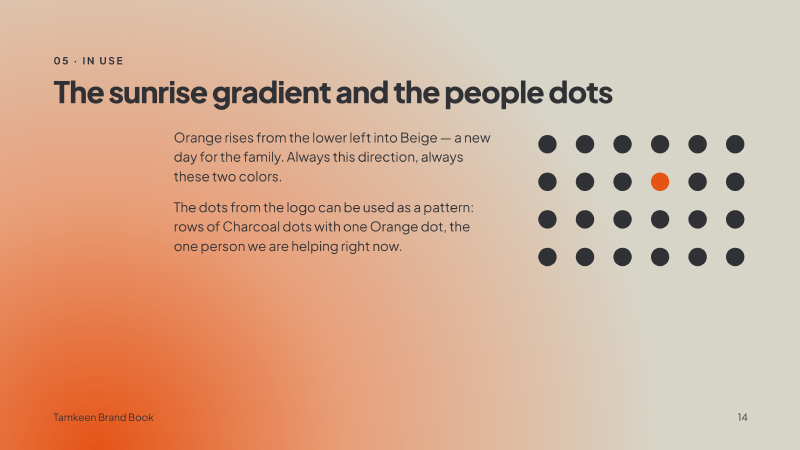 05 · IN USE
The sunrise gradient and the people dots
Orange rises from the lower left into Beige — a new
day for the family. Always this direction, always
these two colors.
The dots from the logo can be used as a pattern:
rows of Charcoal dots with one Orange dot, the
one person we are helping right now.
Tamkeen Brand Book
14